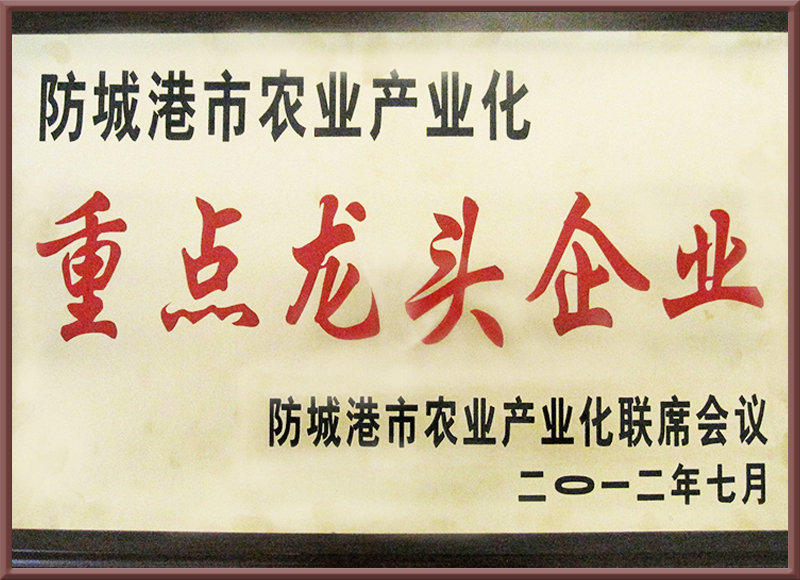 防城港市农业产业化
重点龙头企业
防城港市农业产业化联席会议
二〇一二年七月